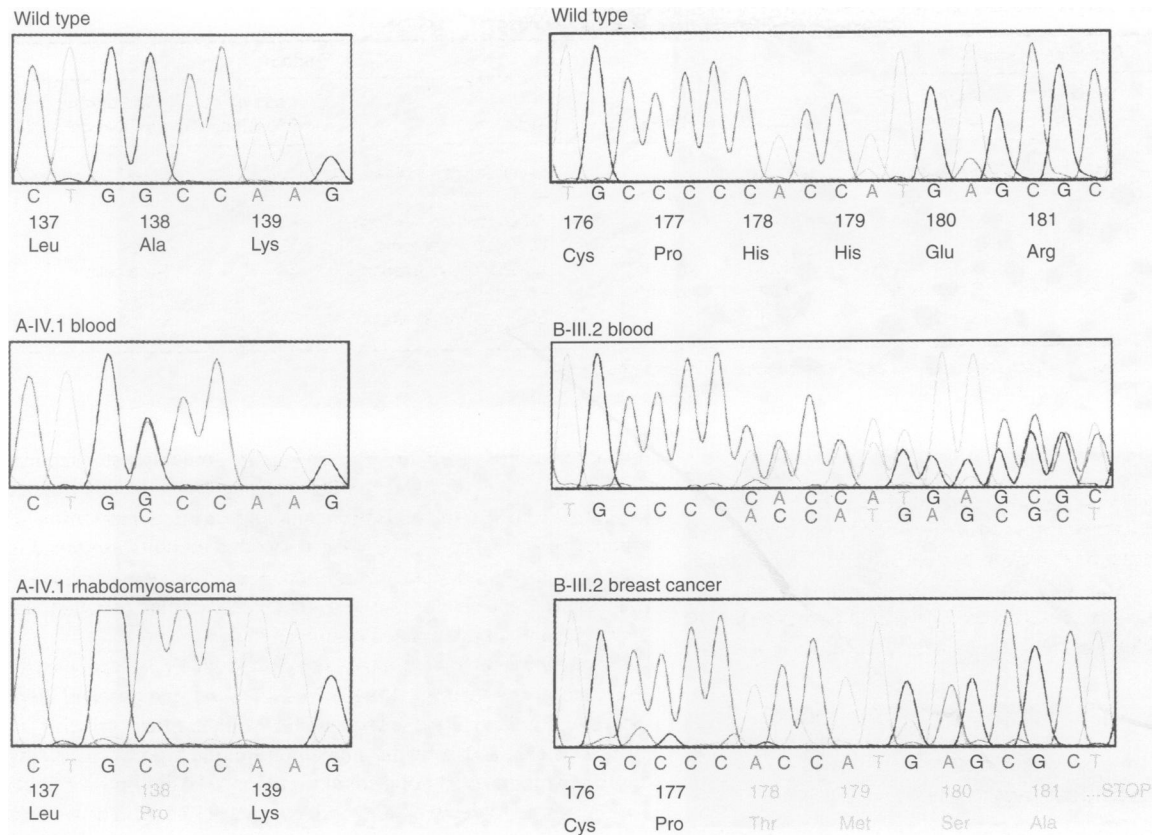 Wild type
C T G G C C A A G
137 138 139
Leu Ala Lys
Wild type
T G C C C C C A C C A T G A G C G C
176 177 178 179 180 181
Cys Pro His His Glu Arg
A-IV.1 blood
C T G G C C A A G
C
B-III.2 blood
C A C C A T G A G C G C
T G C C C C A C C A T G A G C G C T
A-IV.1 rhabdomyosarcoma
C T G C C C A A G
137 138 139
Leu Pro Lys
B-III.2 breast cancer
T G C C C C A C C A T G A G C G C T
176 177 178 179 180 181 ...STOP
Cys Pro Thr Met Ser Ala